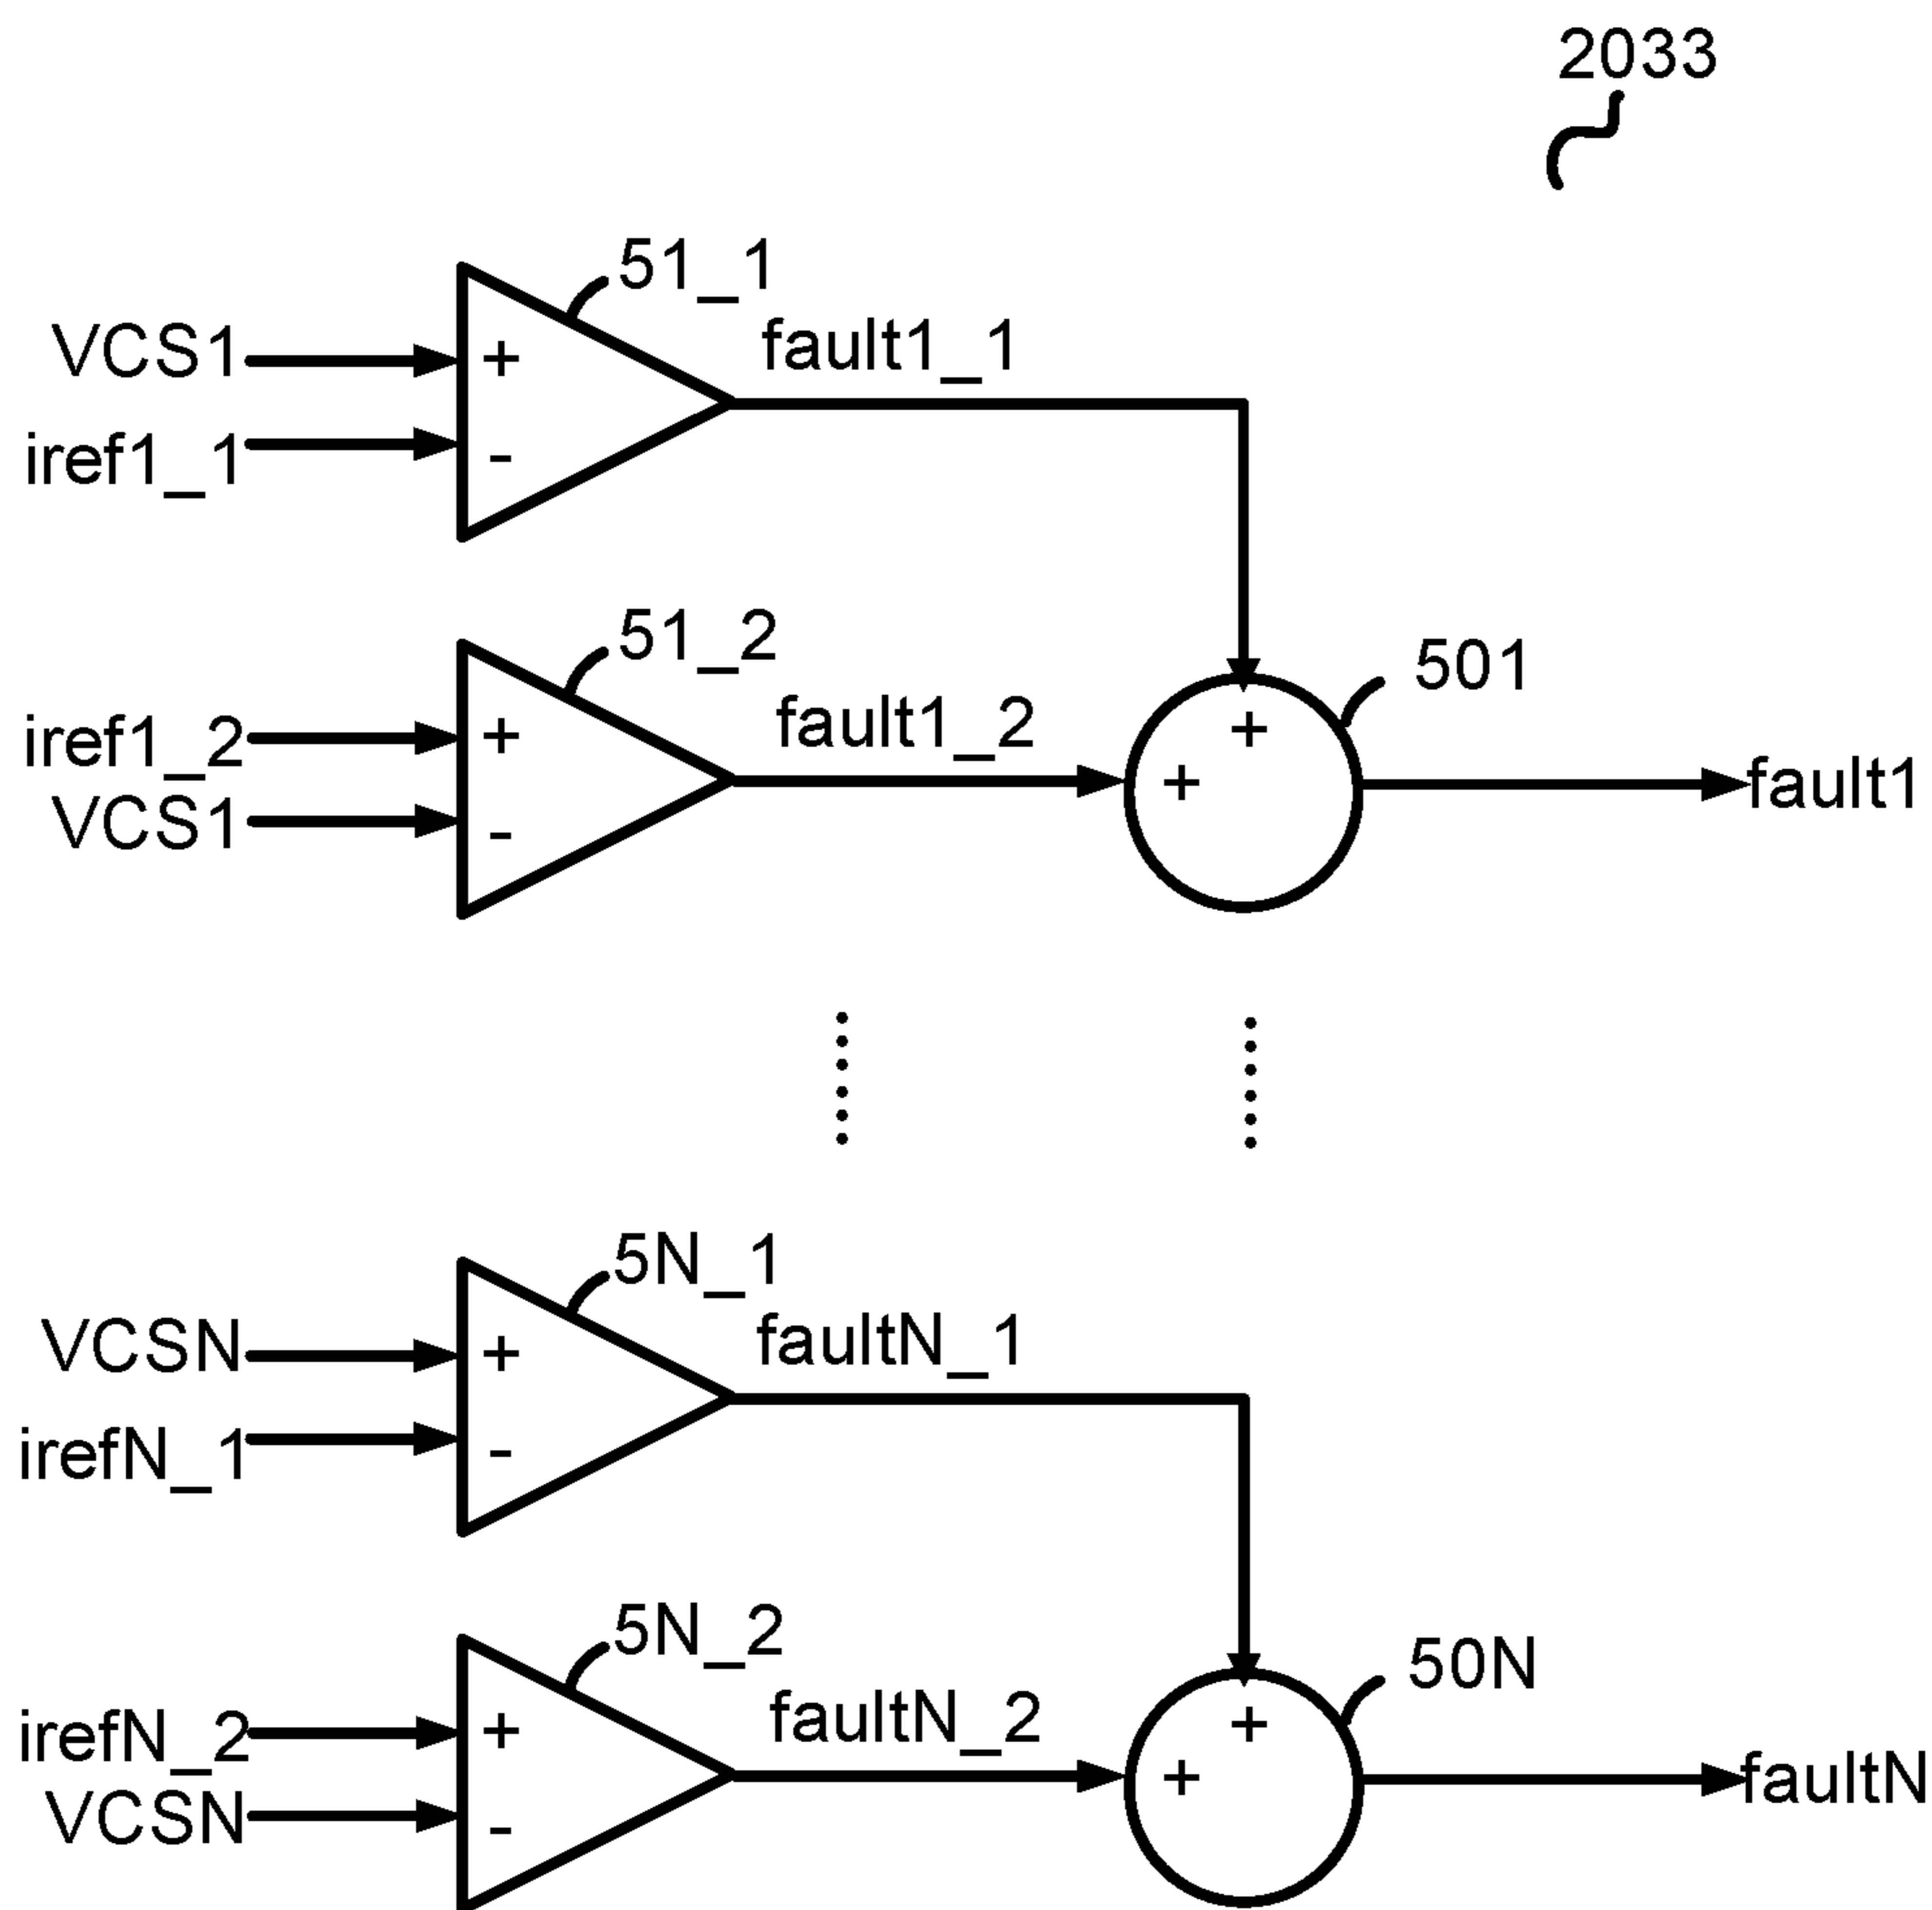 2033
51_1
VCS1
+
fault1_1
iref1_1
-
51_2
501
iref1_2
+
fault1_2
+
+
fault1
VCS1
-
5N_1
VCSN
+
faultN_1
irefN_1
-
5N_2
50N
irefN_2
+
faultN_2
+
+
faultN
VCSN
-